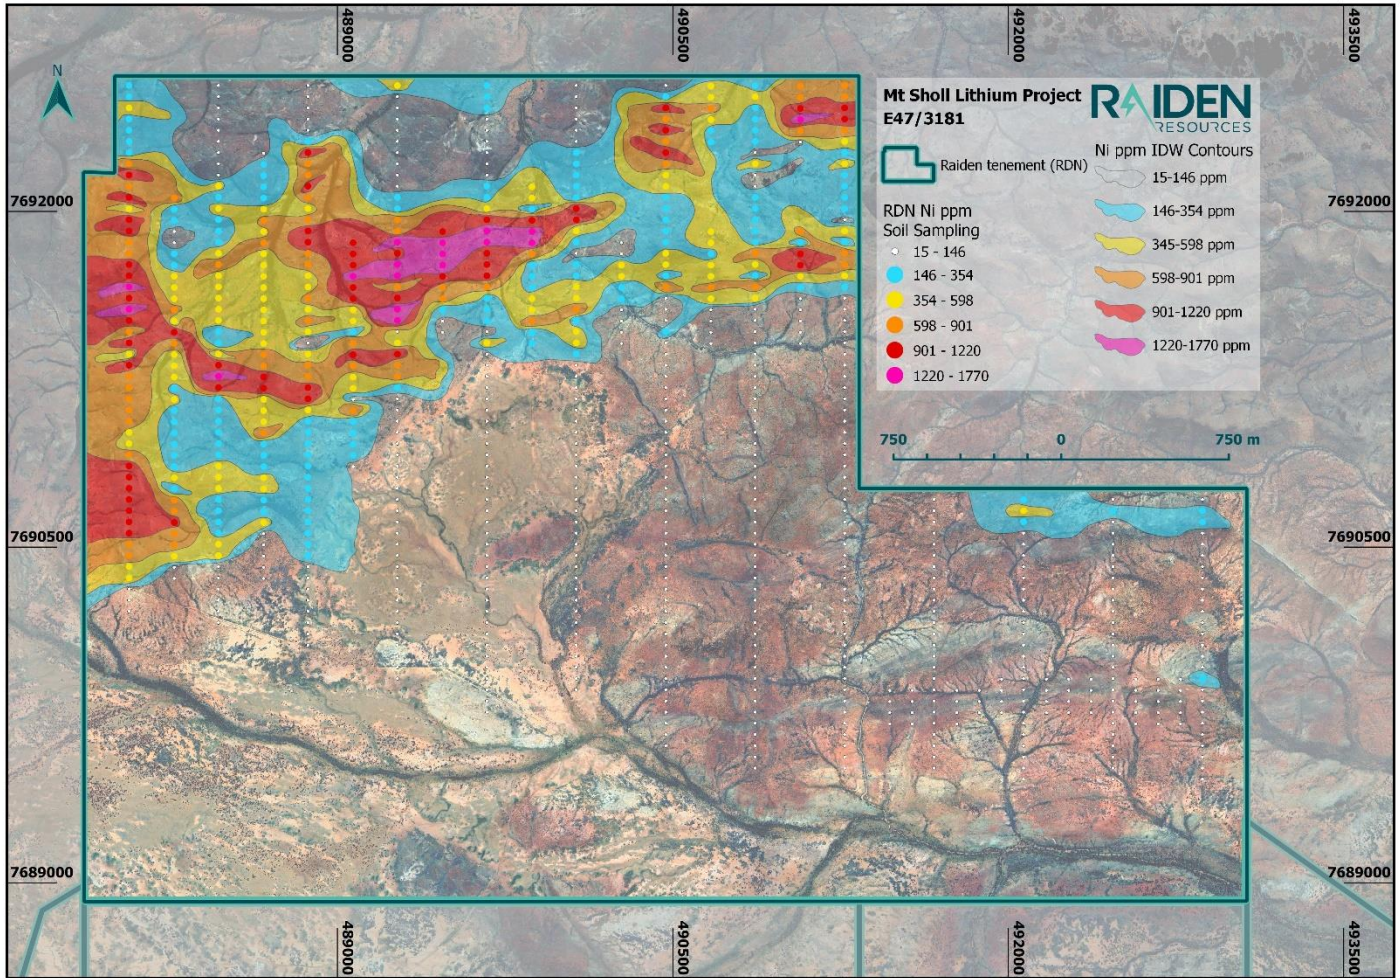 489000
490500
492000
493500
N
Mt Sholl Lithium Project
E47/3181
RAIDEN
RESOURCES
Raiden tenement (RDN)
Ni ppm IDW Contours
15-146 ppm
146-354 ppm
345-598 ppm
598-901 ppm
901-1220 ppm
1220-1770 ppm
RDN Ni ppm
Soil Sampling
15 - 146
146 - 354
354 - 598
598 - 901
901 - 1220
1220 - 1770
750 0 750 m
7692000
7692000
7690500
7690500
7689000
7689000
489000
490500
492000
493500